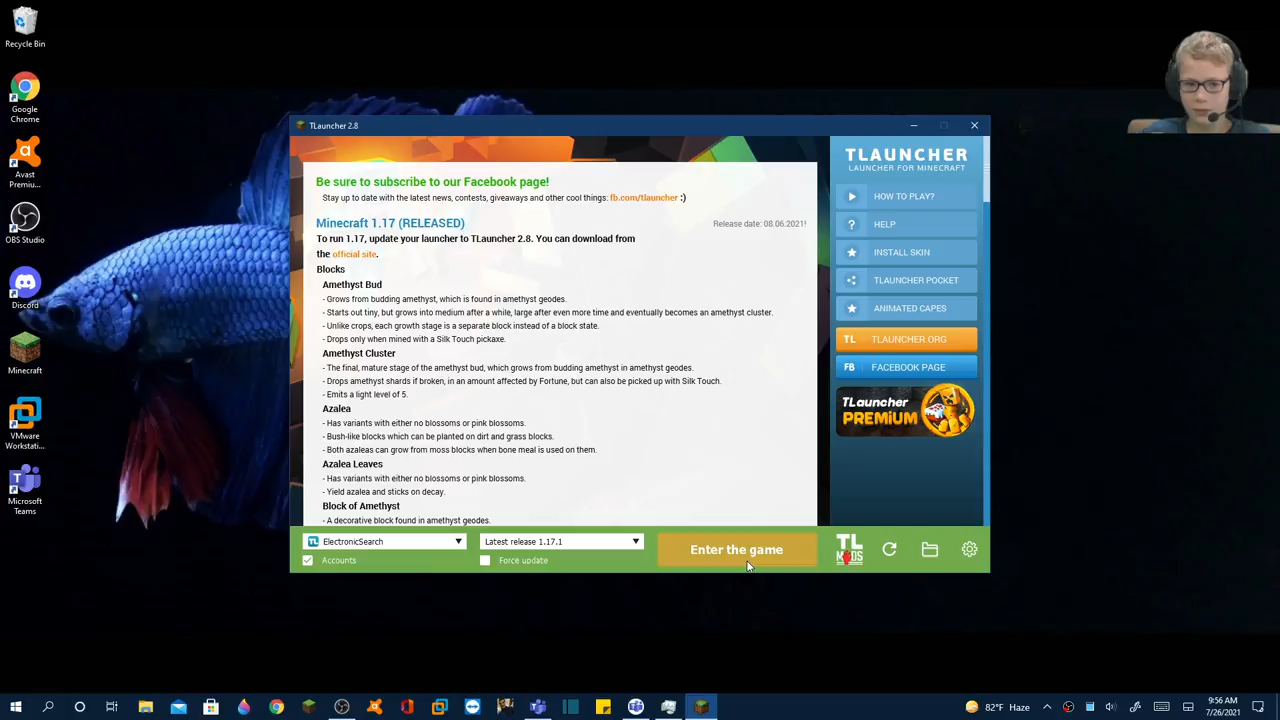 Recycle Bin
Google
Chrome
Avast
Premiu...
OBS Studio
Discord
Minecraft
VMware
Workstati...
Microsoft
Teams
TLauncher 2.8
Be sure to subscribe to our Facebook page!
Stay up to date with the latest news, contests, giveaways and other cool things: fb.com/tlauncher :)
Minecraft 1.17 (RELEASED)
Release date: 08.06.2021!
To run 1.17, update your launcher to TLauncher 2.8. You can download from
the official site.
Blocks
Amethyst Bud
- Grows from budding amethyst, which is found in amethyst geodes.
- Starts out tiny, but grows into medium after a while, large after even more time and eventually becomes an amethyst cluster.
- Unlike crops, each growth stage is a separate block instead of a block state.
- Drops only when mined with a Silk Touch pickaxe.
Amethyst Cluster
- The final, mature stage of the amethyst bud, which grows from budding amethyst in amethyst geodes.
- Drops amethyst shards if broken, in an amount affected by Fortune, but can also be picked up with Silk Touch.
- Emits a light level of 5.
Azalea
- Has variants with either no blossoms or pink blossoms.
- Bush-like blocks which can be planted on dirt and grass blocks.
- Both azaleas can grow from moss blocks when bone meal is used on them.
Azalea Leaves
- Has variants with either no blossoms or pink blossoms.
- Yield azalea and sticks on decay.
Block of Amethyst
- A decorative block found in amethyst geodes.
TLAUNCHER
LAUNCHER FOR MINECRAFT
HOW TO PLAY?
HELP
INSTALL SKIN
TLAUNCHER POCKET
ANIMATED CAPES
TL TLAUNCHER.ORG
FB FACEBOOK PAGE
TLauncher
PREMIUM
TL ElectronicSearch
Latest release 1.17.1
Enter the game
TL
MODS
Accounts
Force update
82°F Haze
9:56 AM
7/26/2021